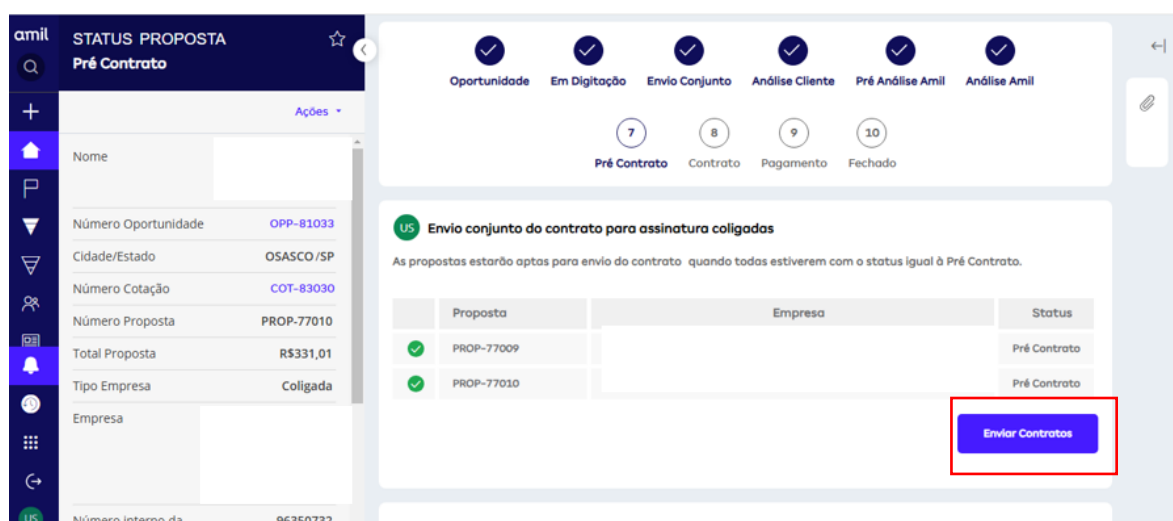 amil
STATUS PROPOSTA
Pré Contrato
Ações
Nome
Número Oportunidade OPP-81033
Cidade/Estado OSASCO/SP
Número Cotação COT-83030
Número Proposta PROP-77010
Total Proposta R$331,01
Tipo Empresa Coligada
Empresa
Número interno da 96350732
US
Oportunidade Em Digitação Envio Conjunto Análise Cliente Pré Análise Amil Análise Amil
7 8 9 10
Pré Contrato Contrato Pagamento Fechado
US Envio conjunto do contrato para assinatura coligadas
As propostas estarão aptas para envio do contrato quando todas estiverem com o status igual à Pré Contrato.
Proposta Empresa Status
PROP-77009 Pré Contrato
PROP-77010 Pré Contrato
Enviar Contratos